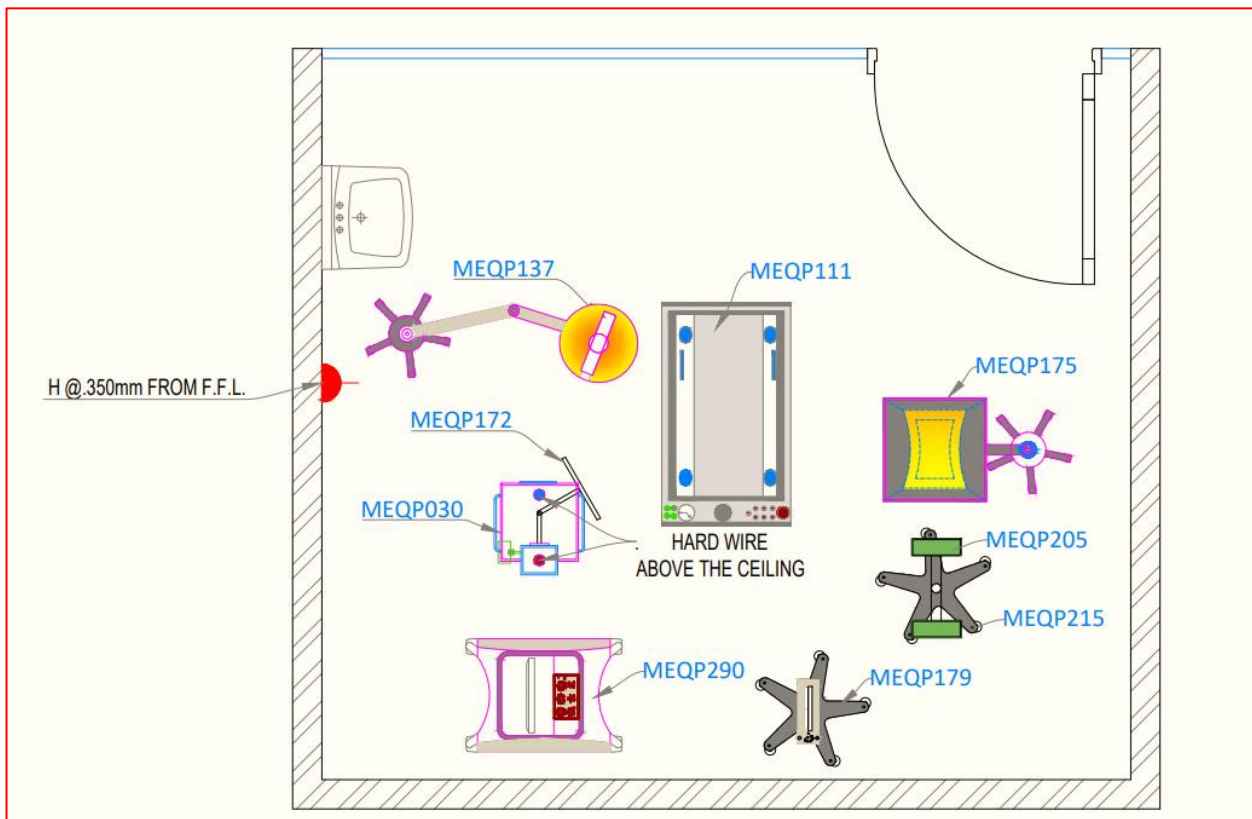 MEQP137
MEQP111
MEQP175
H @.350mm FROM F.F.L.
MEQP172
MEQP030
HARD WIRE
ABOVE THE CEILING
MEQP205
MEQP215
MEQP290
MEQP179